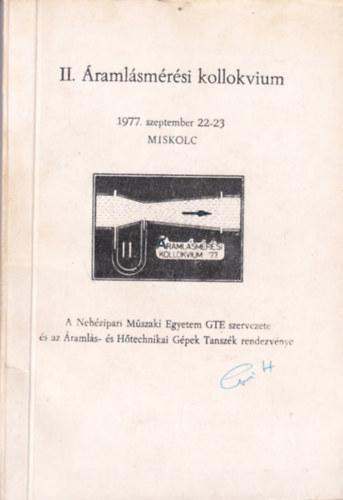 II. Áramlásmérési kollokvium
1977. szeptember 22-23
MISKOLC
II
ÁRAMLÁSMÉRÉSI
KOLLOKVIUM '77
A Nehézipari Műszaki Egyetem GTE szervezete
és az Áramlás- és Hőtechnikai Gépek Tanszék rendezvénye